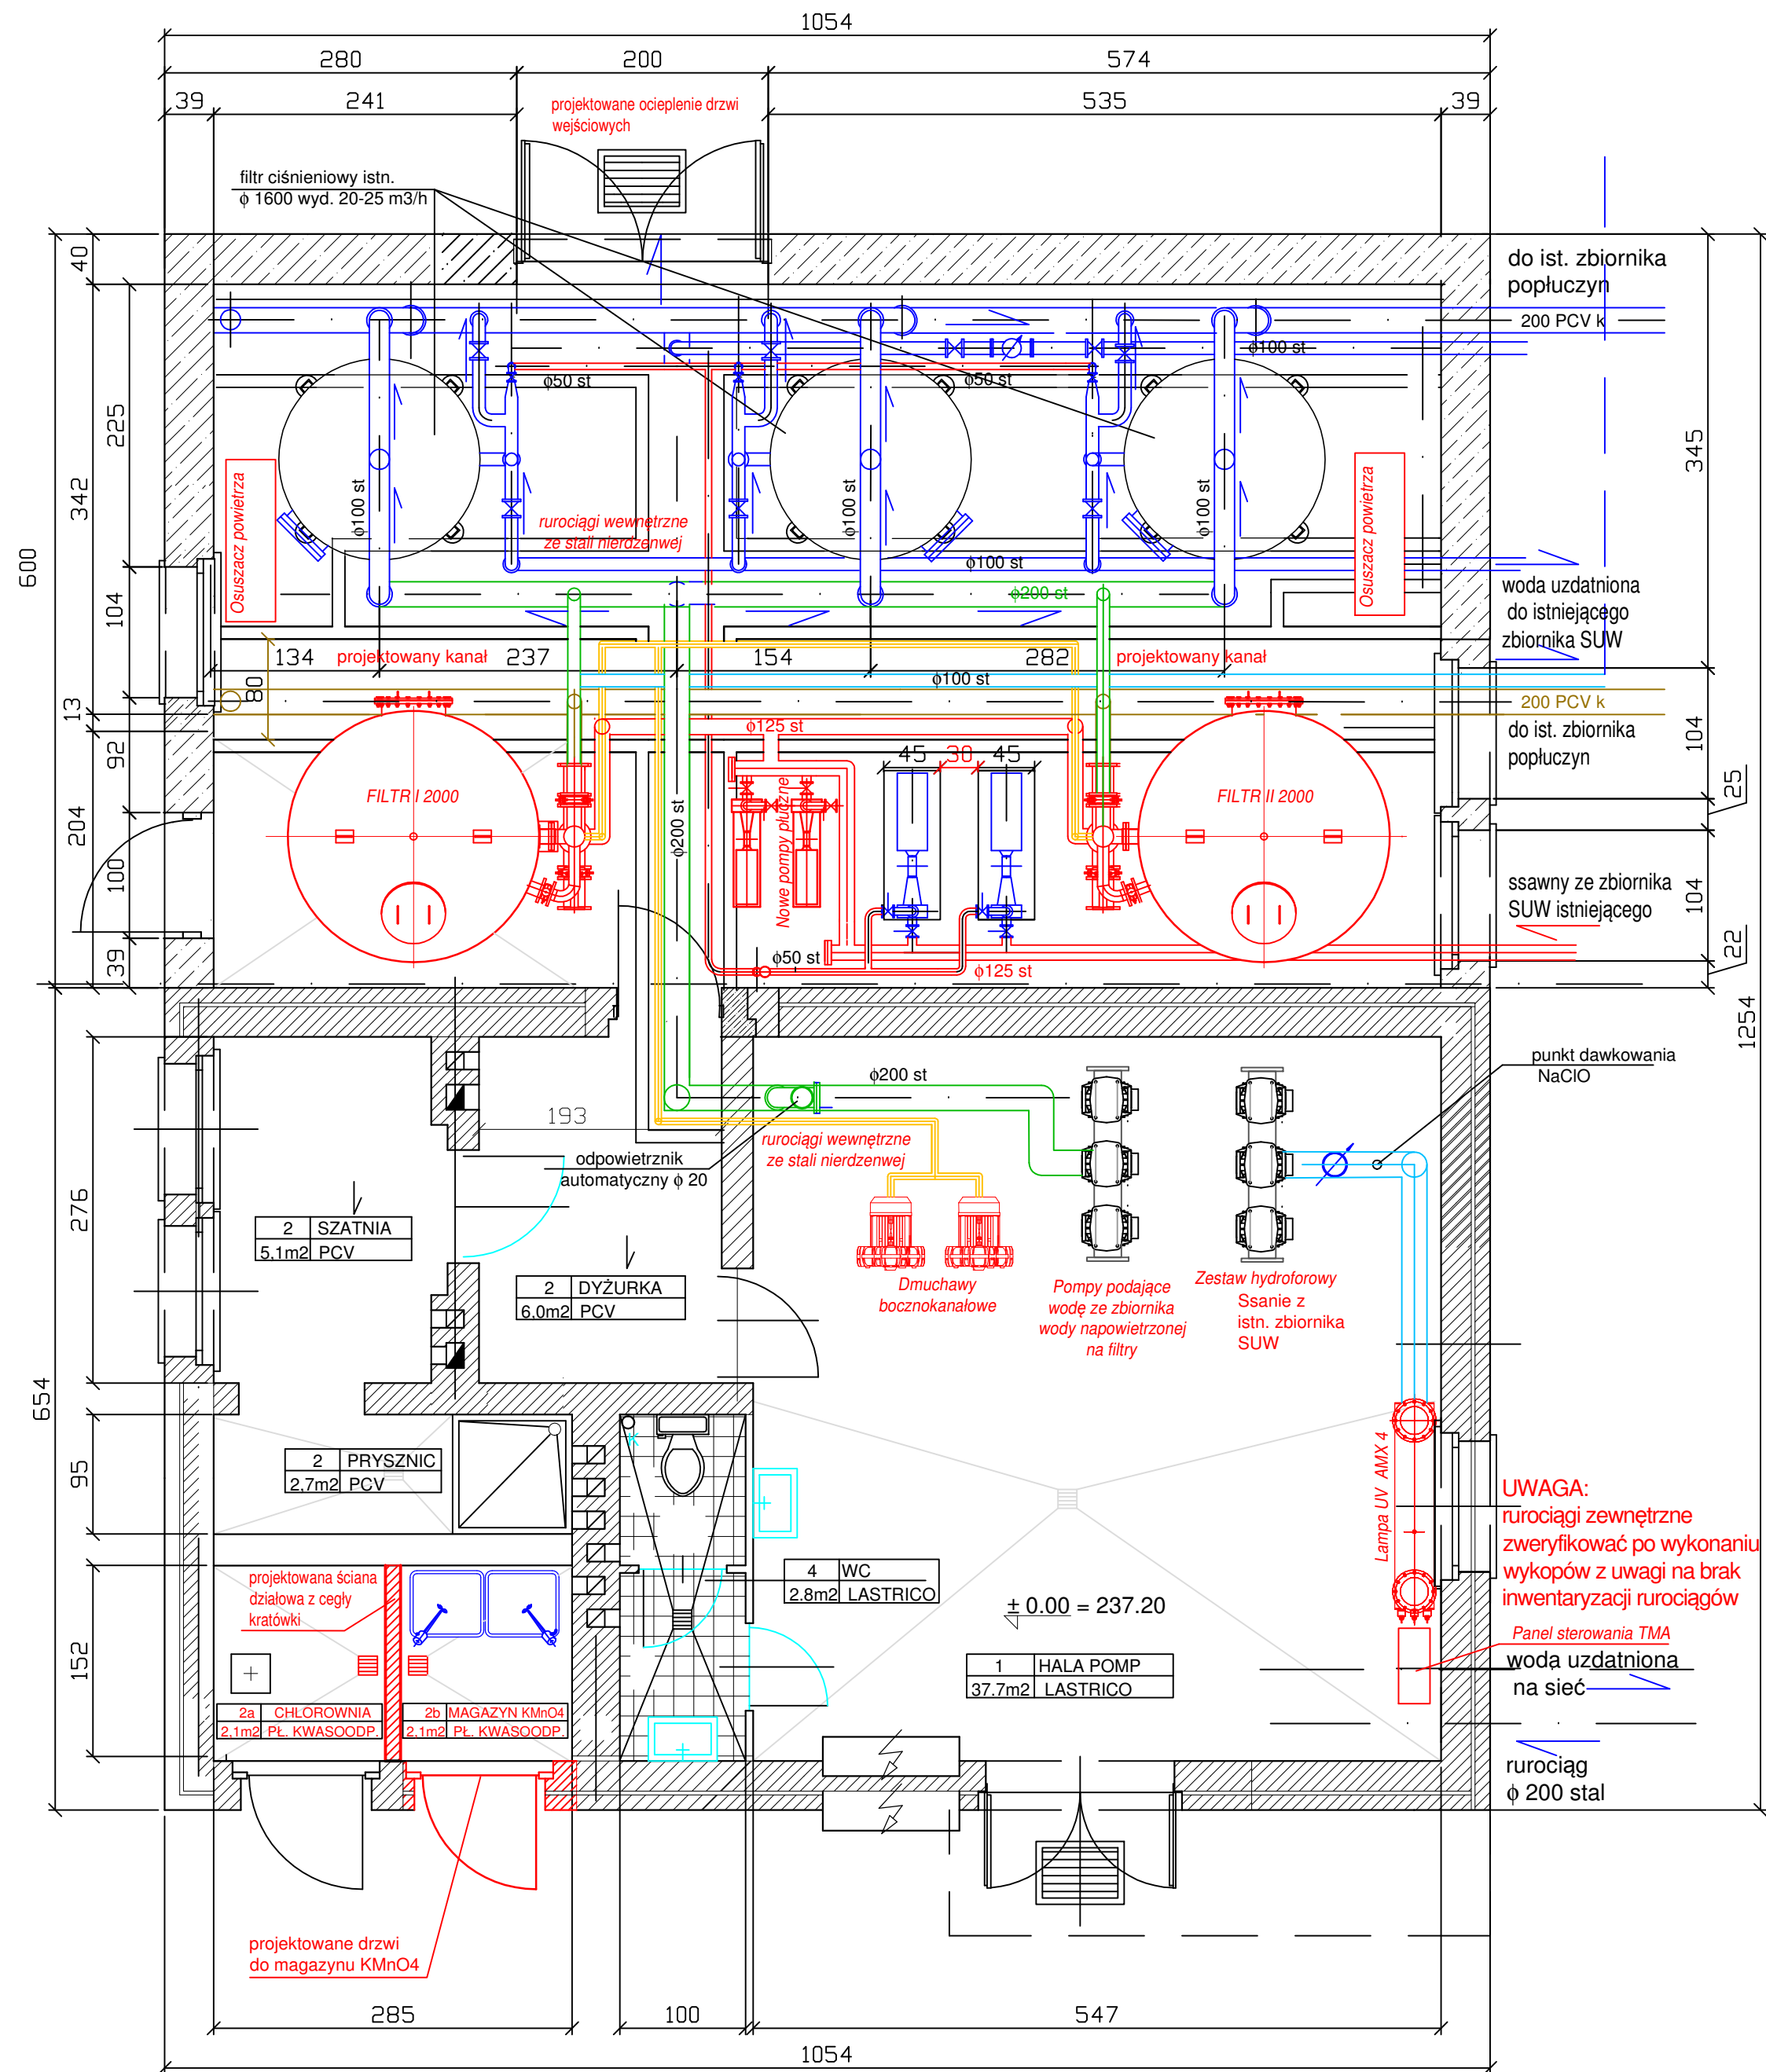 1054
280
200
574
39
241
535
39
projektowane ocieplenie drzwi
wejściowych
filtr ciśnieniowy istn.
ϕ 1600 wyd. 20-25 m3/h
do ist. zbiornika
popłuczyn
200 PCV k
ϕ100 st
ϕ50 st
ϕ50 st
40
225
342
345
600
104
Osuszacz powietrza
ϕ100 st
rurociągi wewnętrzne
ze stali nierdzenwej
ϕ100 st
ϕ100 st
Osuszacz powietrza
ϕ100 st
ϕ200 st
woda uzdatniona
do istniejącego
zbiornika SUW
134
projektowany kanał
237
154
282
projektowany kanał
80
ϕ100 st
200 PCV k
13
ϕ125 st
do ist. zbiornika
popłuczyn
92
104
45
30
45
25
FILTR I 2000
FILTR II 2000
204
ϕ200 st
Nowe pompy płuczne
100
104
ssawny ze zbiornika
SUW istniejącego
39
ϕ50 st
ϕ125 st
22
1254
punkt dawkowania
NaClO
ϕ200 st
193
rurociągi wewnętrzne
ze stali nierdzenwej
odpowietrznik
automatyczny ϕ 20
276
2 SZATNIA
5,1m2 PCV
2 DYŻURKA
6,0m2 PCV
Dmuchawy
bocznokanałowe
Pompy podające
wodę ze zbiornika
wody napowietrzonej
na filtry
Zestaw hydroforowy
Ssanie z
istn. zbiornika
SUW
654
95
2 PRYSZNIC
2,7m2 PCV
Lampa UV AMX 4
UWAGA:
rurociągi zewnętrzne
zweryfikować po wykonaniu
wykopów z uwagi na brak
inwentaryzacji rurociągów
projektowana ściana
działowa z cegły
kratówki
4 WC
2.8m2 LASTRICO
± 0.00 = 237.20
152
Panel sterowania TMA
woda uzdatniona
na sieć
1 HALA POMP
37.7m2 LASTRICO
2a CHLOROWNIA
2,1m2 PŁ. KWASOODP.
2b MAGAZYN KMnO4
2,1m2 PŁ. KWASOODP.
rurociąg
ϕ 200 stal
projektowane drzwi
do magazynu KMnO4
285
100
547
1054